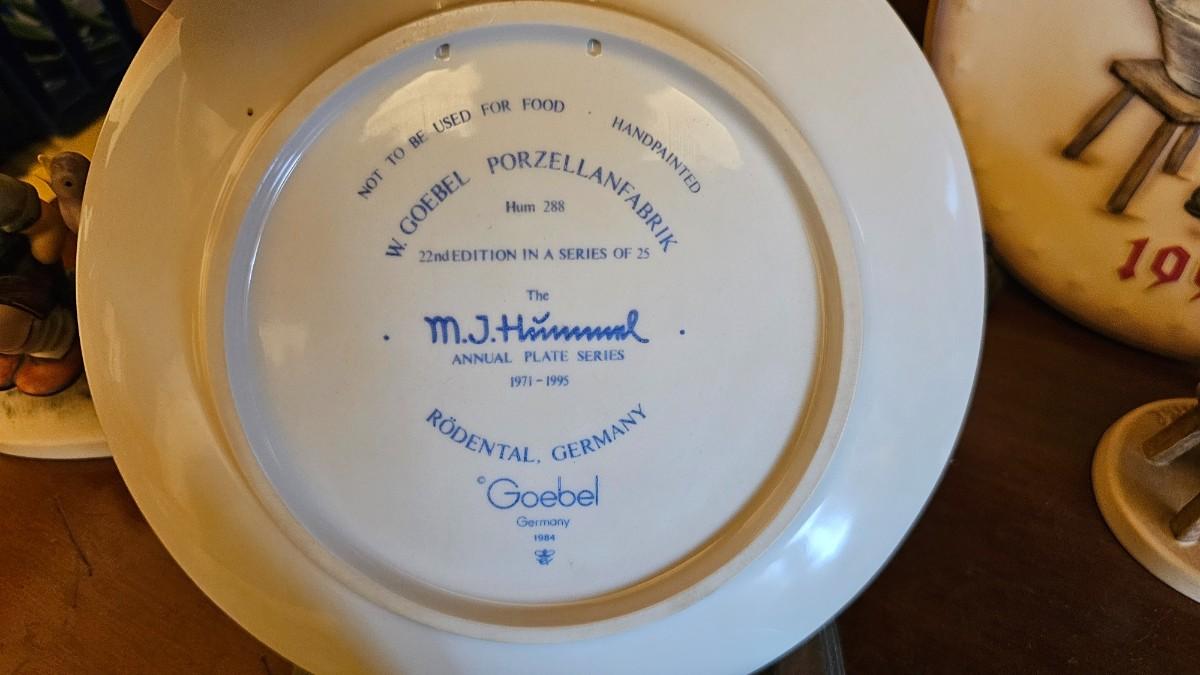 NOT TO BE USED FOR FOOD · HANDPAINTED
W. GOEBEL PORZELLANFABRIK
Hum 288
22nd EDITION IN A SERIES OF 25
The
· M.J.Hummel ·
ANNUAL PLATE SERIES
1971 - 1995
RÖDENTAL, GERMANY
© Goebel
Germany
1984